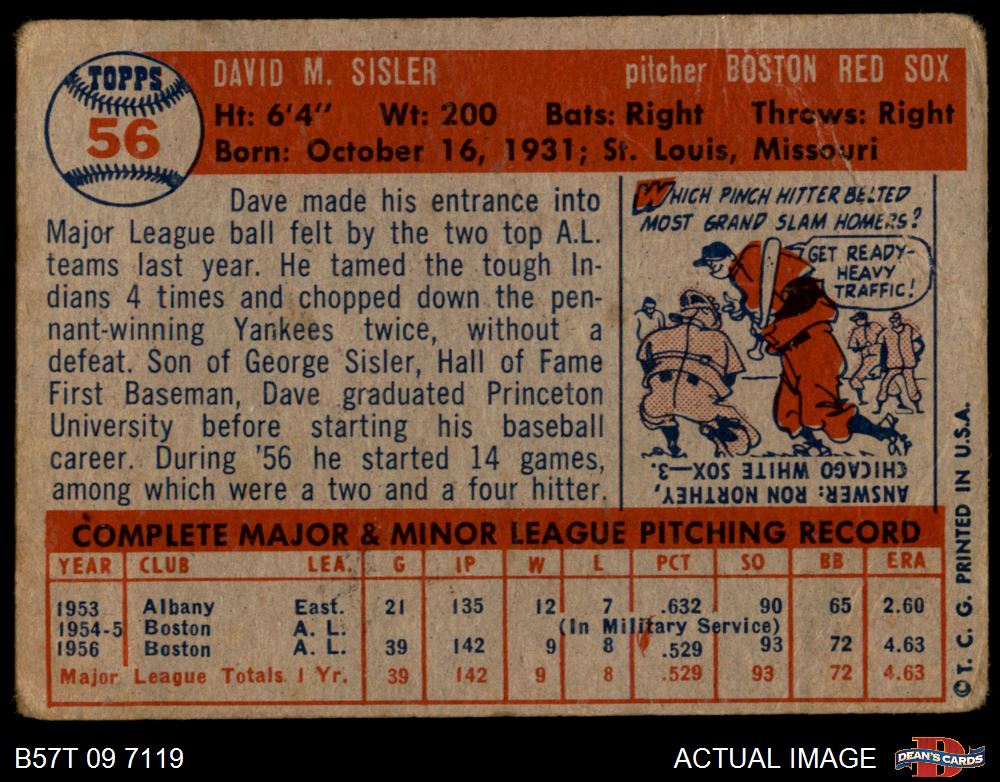 TOPPS
56
DAVID M. SISLER
pitcher BOSTON RED SOX
Ht: 6'4" Wt: 200 Bats: Right Throws: Right
Born: October 16, 1931; St. Louis, Missouri
Dave made his entrance into
Major League ball felt by the two top A.L.
teams last year. He tamed the tough In-
dians 4 times and chopped down the pen-
nant-winning Yankees twice, without a
defeat. Son of George Sisler, Hall of Fame
First Baseman, Dave graduated Princeton
University before starting his baseball
career. During '56 he started 14 games,
among which were a two and a four hitter.
WHICH PINCH HITTER BELTED
MOST GRAND SLAM HOMERS?
GET READY-
HEAVY
TRAFFIC!
ANSWER: RON NORTHEY,
CHICAGO WHITE SOX—3.
COMPLETE MAJOR & MINOR LEAGUE PITCHING RECORD
YEAR CLUB LEA. G IP W L PCT SO BB ERA
1953 Albany East. 21 135 12 7 .632 90 65 2.60
1954-5 Boston A. L. (In Military Service)
1956 Boston A. L. 39 142 9 8 .529 93 72 4.63
Major League Totals 1 Yr. 39 142 9 8 .529 93 72 4.63
© T. C. G. PRINTED IN U.S.A.
B57T 09 7119
ACTUAL IMAGE
DEAN'S CARDS